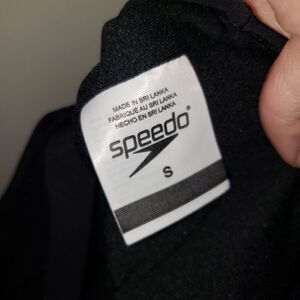 MADE IN SRI LANKA
FABRIQUÉ AU SRI LANKA
HECHO EN SRI LANKA
speedo®
S